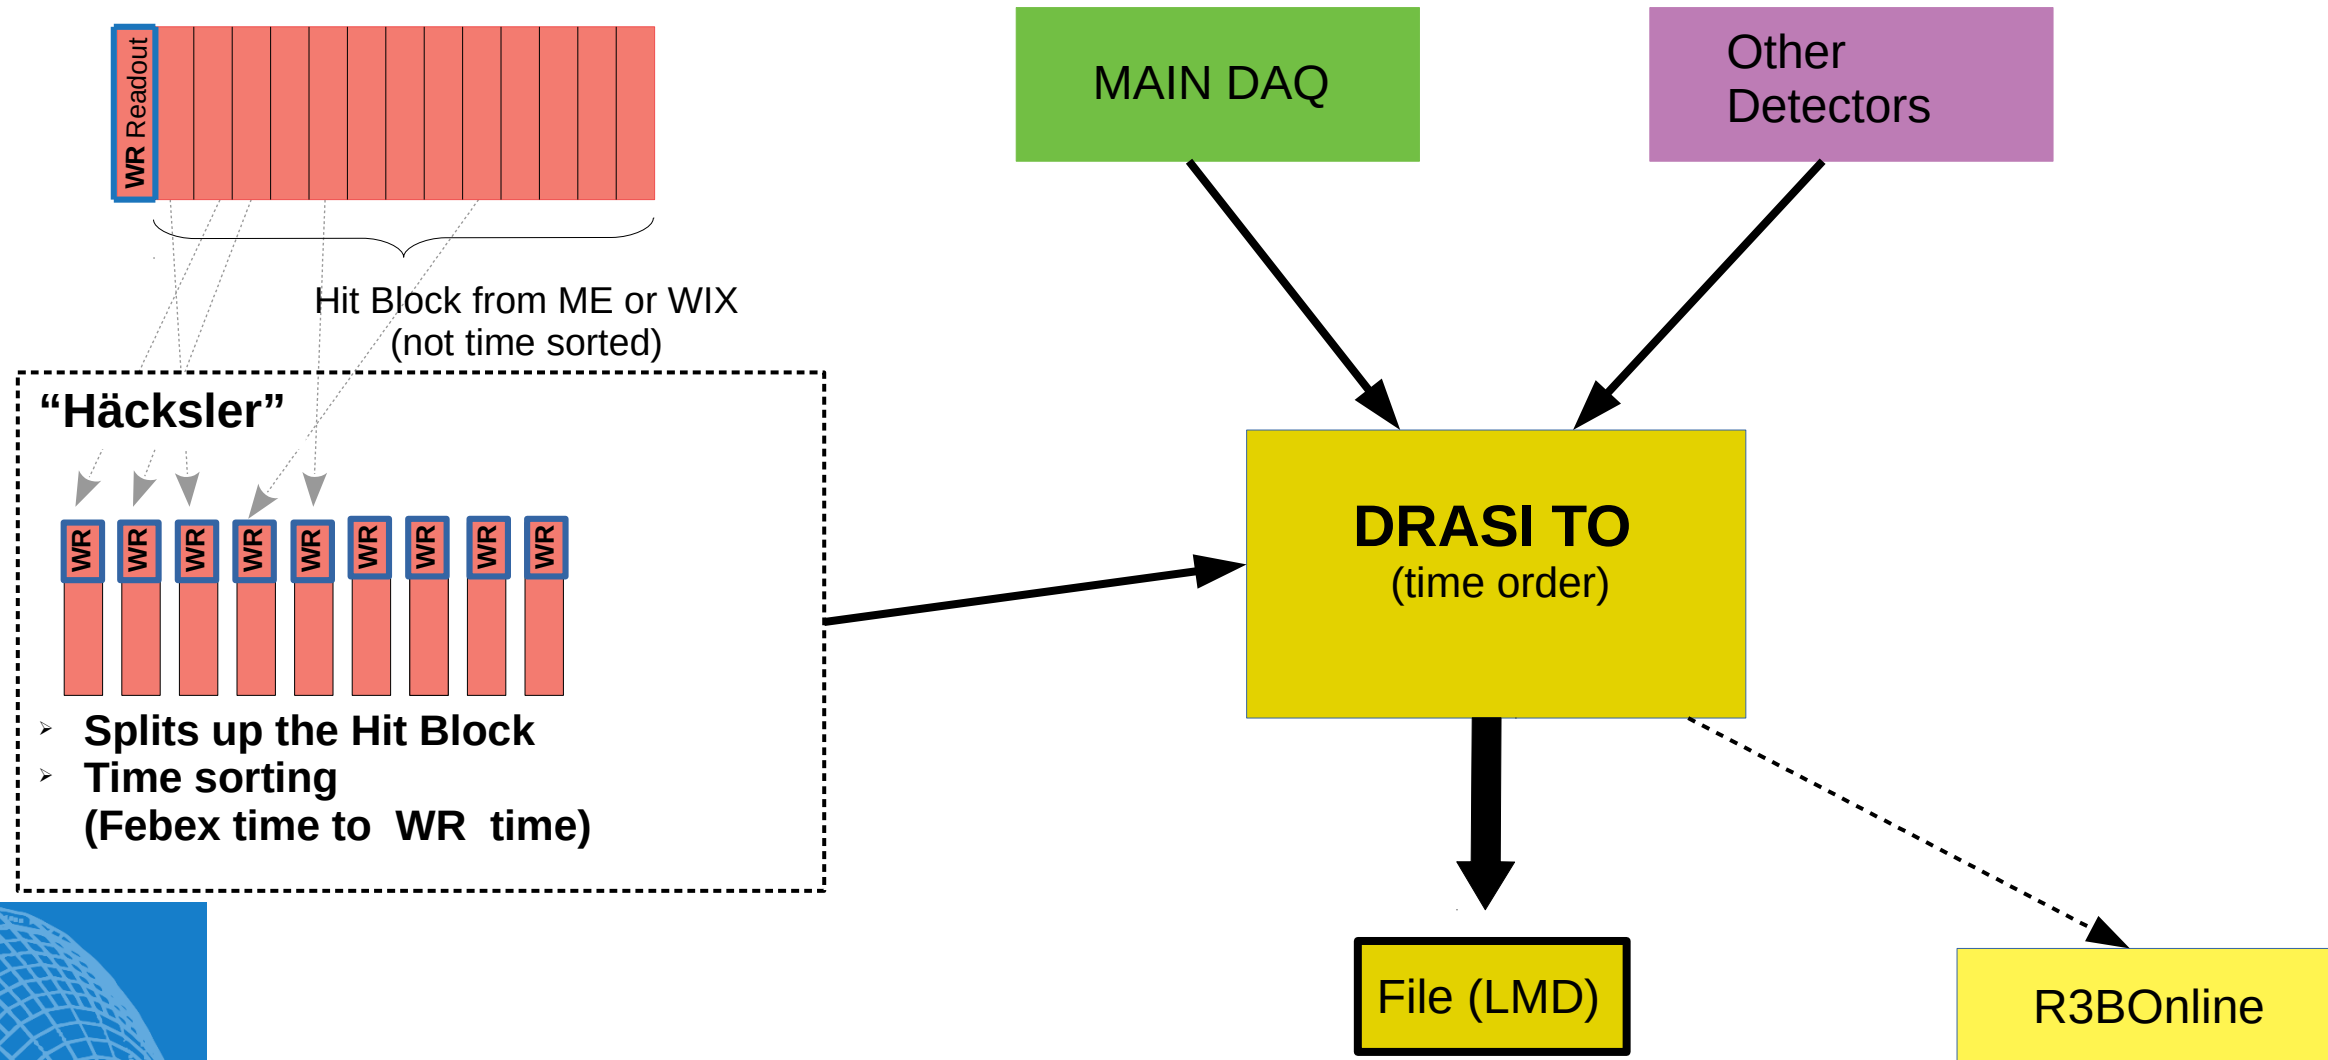 WR Readout
Hit Block from ME or WIX
(not time sorted)
“Häcksler”
WR
WR
WR
WR
WR
WR
WR
WR
WR
➢ Splits up the Hit Block
➢ Time sorting
(Febex time to WR time)
MAIN DAQ
Other
Detectors
DRASI TO
(time order)
File (LMD)
R3BOnline